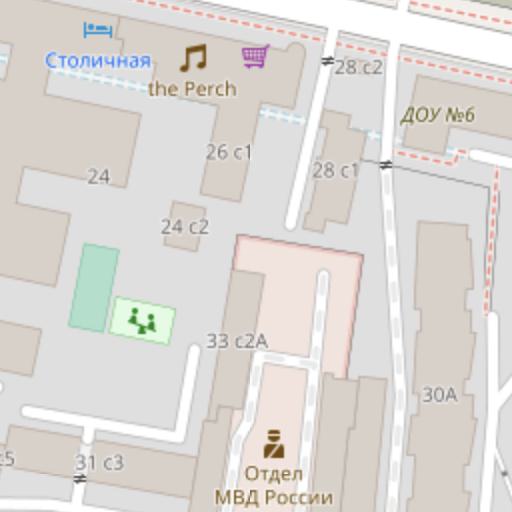 Столичная
the Perch
28 с2
ДОУ №6
26 с1
28 с1
24
24 с2
33 с2А
30А
31 с3
с5
Отдел
МВД России